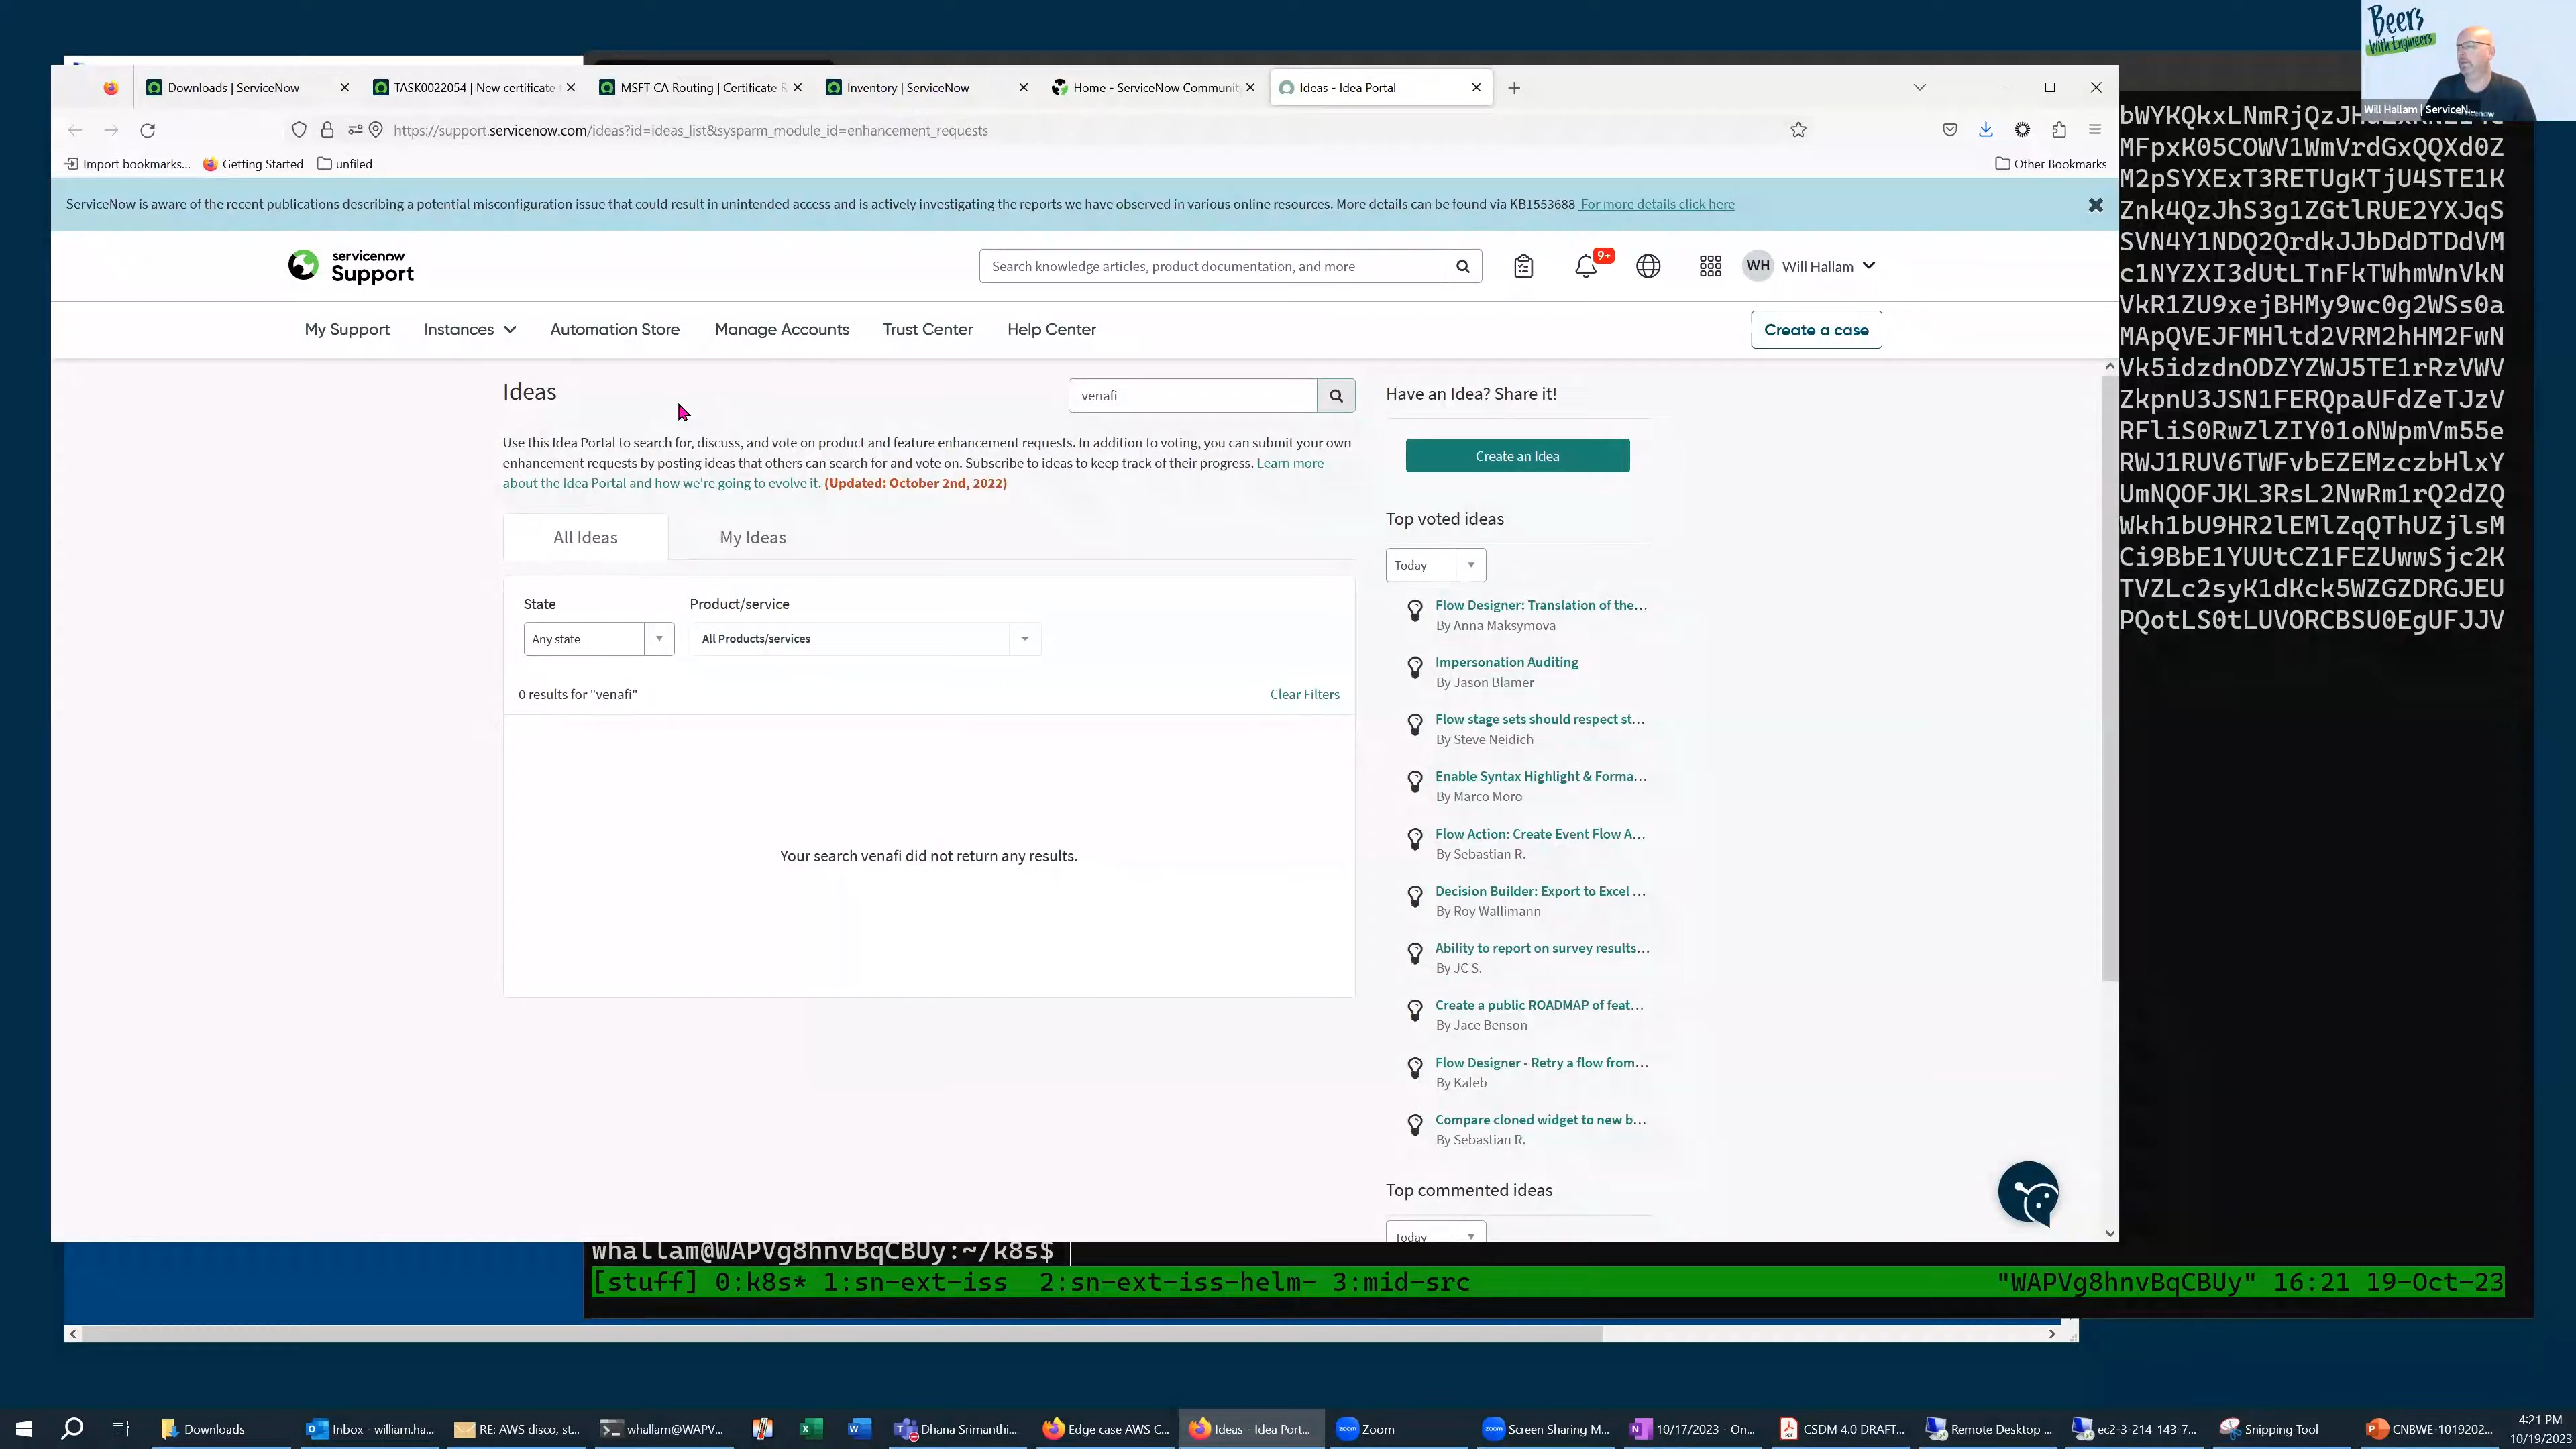 Beers
With Engineers
Will Hallam | ServiceN...
Downloads | ServiceNow
TASK0022054 | New certificate
MSFT CA Routing | Certificate R
Inventory | ServiceNow
Home - ServiceNow Communit
Ideas - Idea Portal
https://support.servicenow.com/ideas?id=ideas_list&sysparm_module_id=enhancement_requests
Import bookmarks...
Getting Started
unfiled
Other Bookmarks
ServiceNow is aware of the recent publications describing a potential misconfiguration issue that could result in unintended access and is actively investigating the reports we have observed in various online resources. More details can be found via KB1553688 For more details click here
servicenow
Support
Search knowledge articles, product documentation, and more
9+
WH
Will Hallam
My Support
Instances
Automation Store
Manage Accounts
Trust Center
Help Center
Create a case
Ideas
venafi
Use this Idea Portal to search for, discuss, and vote on product and feature enhancement requests. In addition to voting, you can submit your own
enhancement requests by posting ideas that others can search for and vote on. Subscribe to ideas to keep track of their progress. Learn more
about the Idea Portal and how we're going to evolve it. (Updated: October 2nd, 2022)
All Ideas
My Ideas
State
Product/service
Any state
All Products/services
0 results for "venafi"
Clear Filters
Your search venafi did not return any results.
Have an Idea? Share it!
Create an Idea
Top voted ideas
Today
Flow Designer: Translation of the...
By Anna Maksymova
Impersonation Auditing
By Jason Blamer
Flow stage sets should respect st...
By Steve Neidich
Enable Syntax Highlight & Forma...
By Marco Moro
Flow Action: Create Event Flow A...
By Sebastian R.
Decision Builder: Export to Excel ...
By Roy Wallimann
Ability to report on survey results...
By JC S.
Create a public ROADMAP of feat...
By Jace Benson
Flow Designer - Retry a flow from...
By Kaleb
Compare cloned widget to new b...
By Sebastian R.
Top commented ideas
Today
MFpxK05COWV1WmVrdGxQQXd0Z
M2pSYXExT3RETUgKTjU4STE1K
Znk4QzJhS3g1ZGtlRUE2YXJqS
SVN4Y1NDQ2QrdkJJbDdDTDdVM
c1NYZXI3dUtLTnFkTWhmWnVkN
VkR1ZU9xejBHMy9wc0g2WSs0a
MApQVEJFMHltd2VRM2hHM2FwN
Vk5idzdnODZYZWJ5TE1rRzVWV
ZkpnU3JSN1FERQpaUFdZeTJzV
RFliS0RwZlZIY01oNWpmVm55e
RWJ1RUV6TWFvbEZEMzczbHlxY
UmNQOFJKL3RsL2NwRm1rQ2dZQ
Wkh1bU9HR2lEMlZqQThUZjlsM
Ci9BbE1YUUtCZ1FEZUwwSjc2K
TVZLc2syK1dKck5WZGZDRGJEU
PQotLS0tLUVORCBSU0EgUFJJV
whallam@WAPVg8hnvBqCBUy:~/k8s$
[stuff] 0:k8s* 1:sn-ext-iss 2:sn-ext-iss-helm- 3:mid-src
"WAPVg8hnvBqCBUy" 16:21 19-Oct-23
Downloads
Inbox - william.ha...
RE: AWS disco, st...
whallam@WAPV...
Dhana Srimanthi...
Edge case AWS C...
Ideas - Idea Port...
Zoom
Screen Sharing M...
10/17/2023 - On...
CSDM 4.0 DRAFT...
Remote Desktop ...
ec2-3-214-143-7...
Snipping Tool
CNBWE-1019202...
4:21 PM
10/19/2023